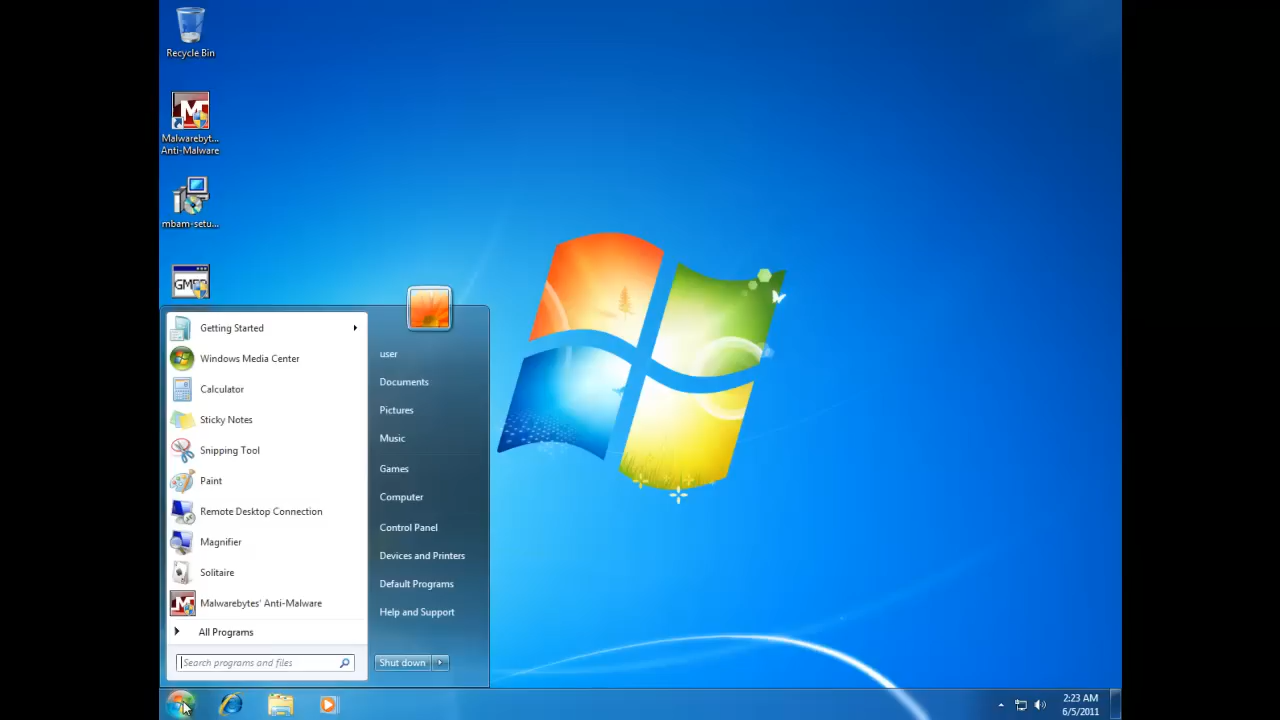 Recycle Bin
Malwarebyt...
Anti-Malware
mbam-setu...
GMER
Getting Started
Windows Media Center
Calculator
Sticky Notes
Snipping Tool
Paint
Remote Desktop Connection
Magnifier
Solitaire
Malwarebytes' Anti-Malware
All Programs
Search programs and files
user
Documents
Pictures
Music
Games
Computer
Control Panel
Devices and Printers
Default Programs
Help and Support
Shut down
2:23 AM
6/5/2011